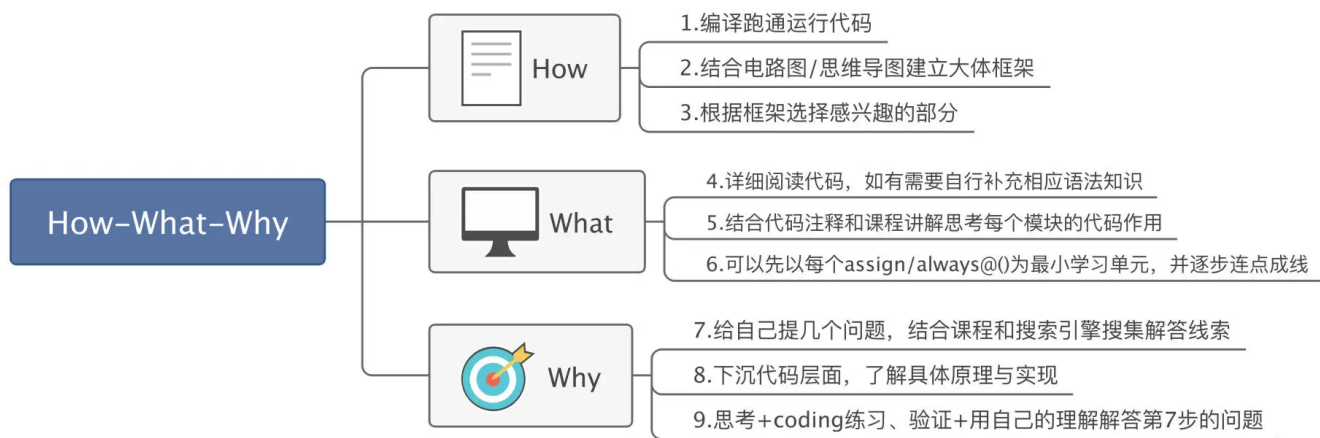 How-What-Why
How
1.编译跑通运行代码
2.结合电路图/思维导图建立大体框架
3.根据框架选择感兴趣的部分
What
4.详细阅读代码，如有需要自行补充相应语法知识
5.结合代码注释和课程讲解思考每个模块的代码作用
6.可以先以每个assign/always@()为最小学习单元，并逐步连点成线
Why
7.给自己提几个问题，结合课程和搜索引擎搜集解答线索
8.下沉代码层面，了解具体原理与实现
9.思考+coding练习、验证+用自己的理解解答第7步的问题